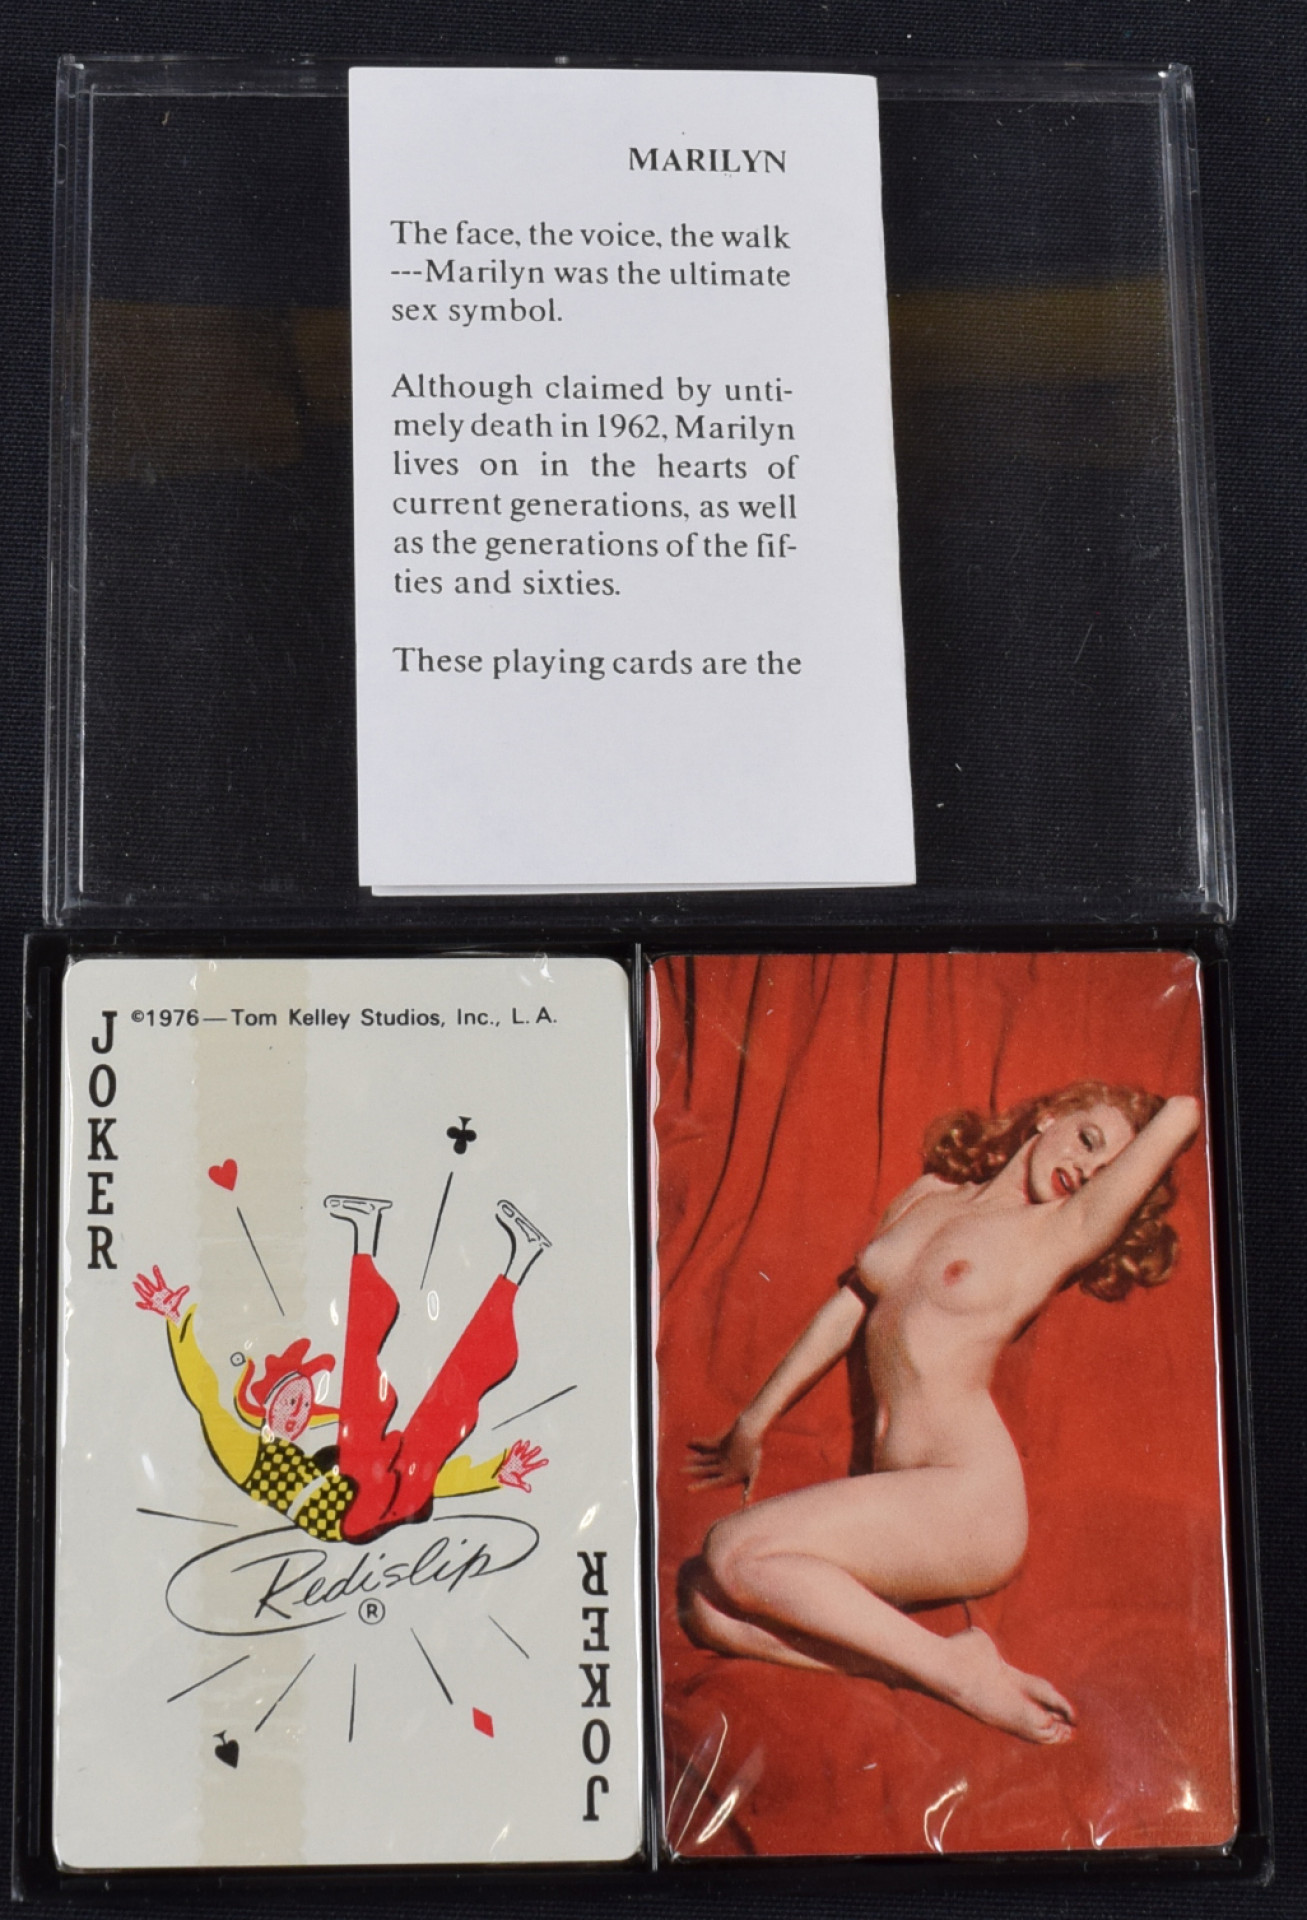 MARILYN
The face, the voice, the walk
---Marilyn was the ultimate
sex symbol.
Although claimed by unti-
mely death in 1962, Marilyn
lives on in the hearts of
current generations, as well
as the generations of the fif-
ties and sixties.
These playing cards are the
JOKER
©1976—Tom Kelley Studios, Inc., L.A.
Redislip
®
JOKER